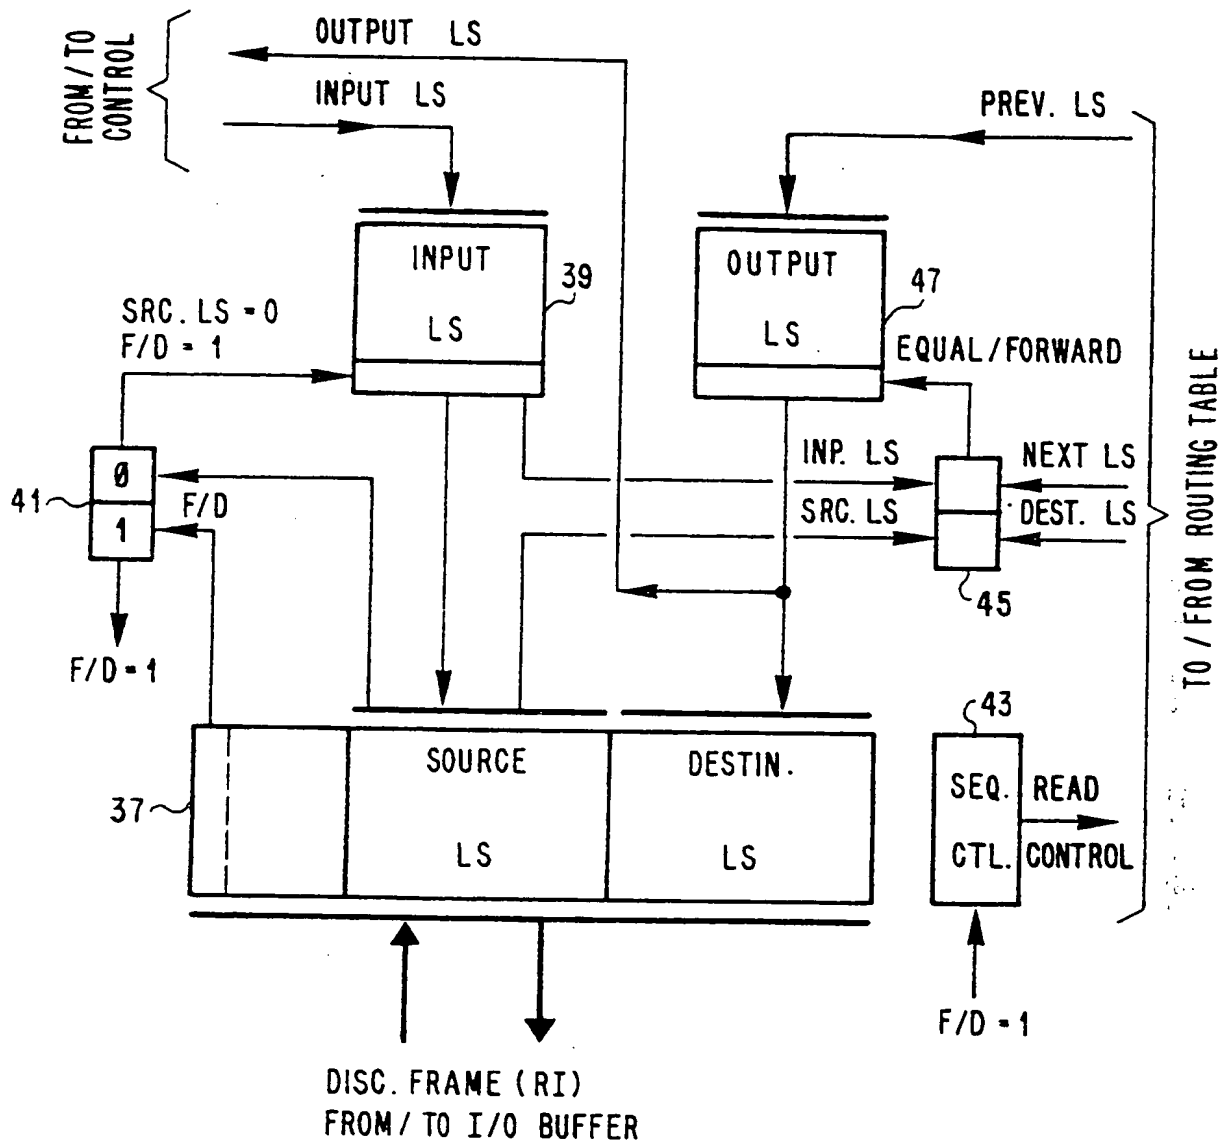 FROM / TO
CONTROL
OUTPUT LS
INPUT LS
PREV. LS
INPUT
LS
39
OUTPUT
LS
47
SRC. LS = 0
F/D = 1
EQUAL/FORWARD
0
1
41
F/D
F/D = 1
INP. LS
SRC. LS
NEXT LS
DEST. LS
45
TO / FROM ROUTING TABLE
37
SOURCE
LS
DESTIN.
LS
43
SEQ.
CTL.
READ
CONTROL
F/D = 1
DISC. FRAME (RI)
FROM / TO I/O BUFFER